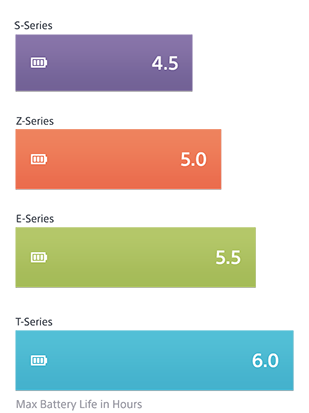 S-Series
4.5
Z-Series
5.0
E-Series
5.5
T-Series
6.0
Max Battery Life in Hours